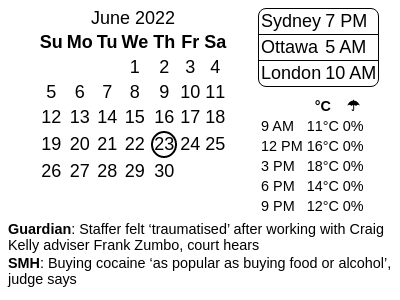 June 2022
Su Mo Tu We Th Fr Sa
1 2 3 4
5 6 7 8 9 10 11
12 13 14 15 16 17 18
19 20 21 22 23 24 25
26 27 28 29 30
Sydney 7 PM
Ottawa 5 AM
London 10 AM
°C ☂
9 AM 11°C 0%
12 PM 16°C 0%
3 PM 18°C 0%
6 PM 14°C 0%
9 PM 12°C 0%
Guardian: Staffer felt ‘traumatised’ after working with Craig
Kelly adviser Frank Zumbo, court hears
SMH: Buying cocaine ‘as popular as buying food or alcohol’,
judge says